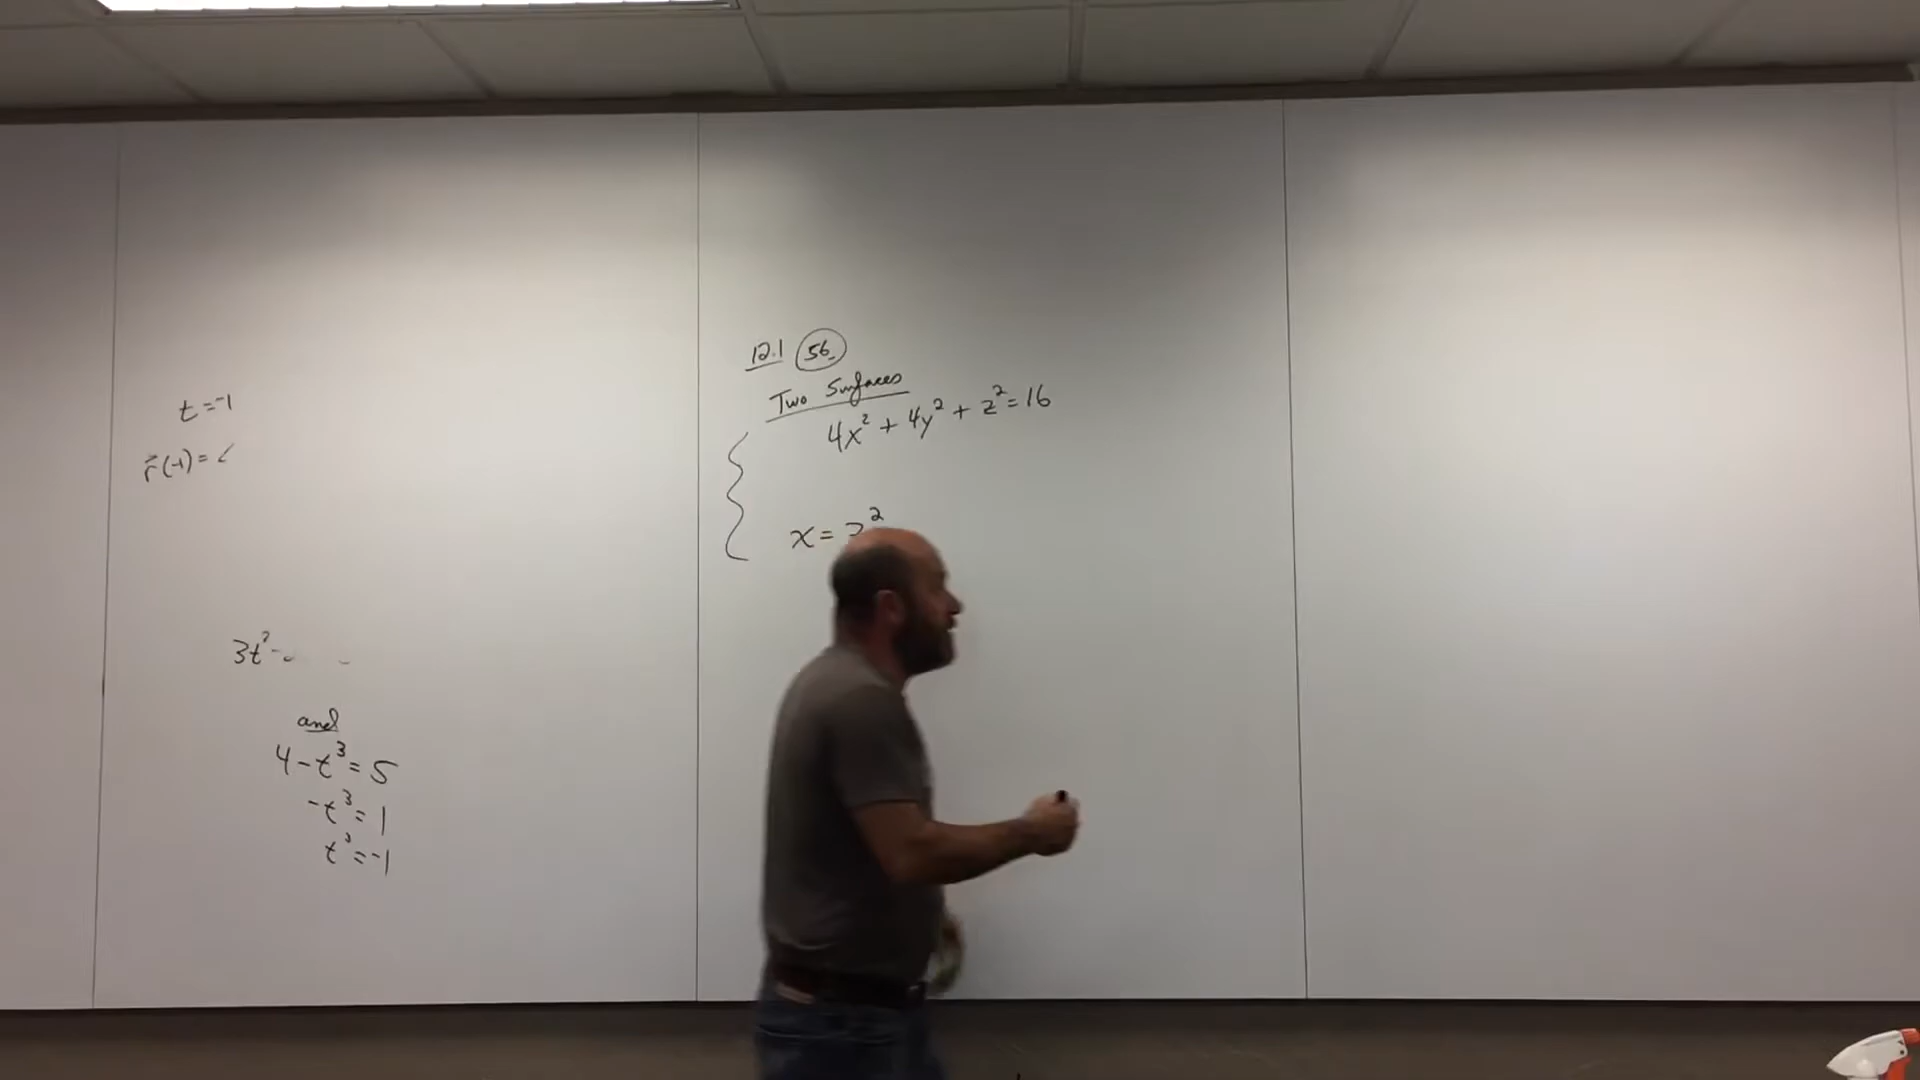 t = -1
r⃗(-1) = <
3t² -
and
4 - t³ = 5
-t³ = 1
t³ = -1
12.1 56.
Two Surfaces
4x² + 4y² + z² = 16
x = z²